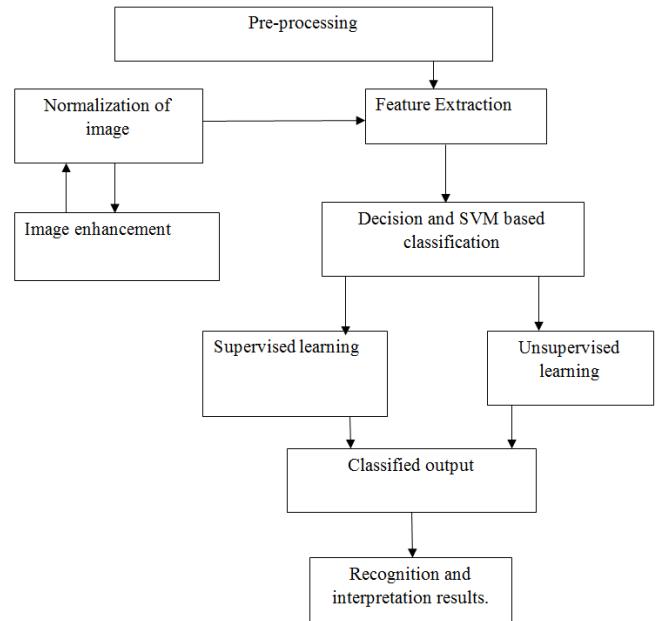 Pre-processing
Normalization of
image
Feature Extraction
Image enhancement
Decision and SVM based
classification
Supervised learning
Unsupervised
learning
Classified output
Recognition and
interpretation results.